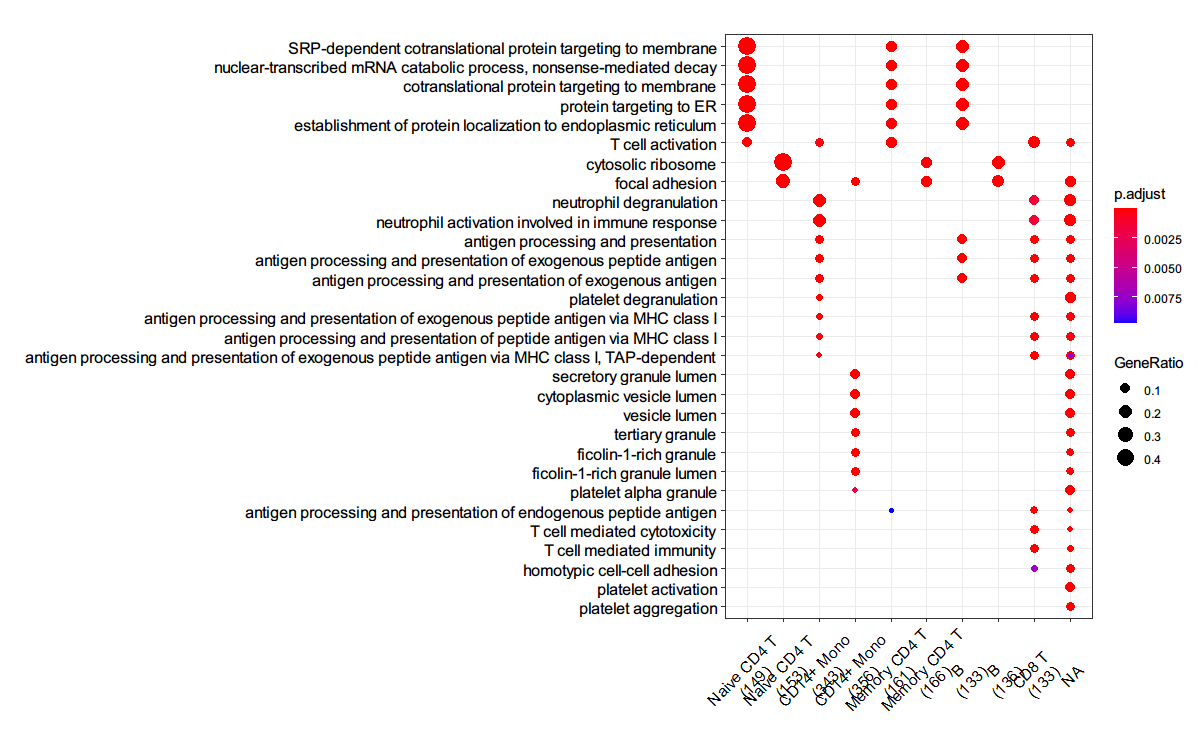 SRP-dependent cotranslational protein targeting to membrane
nuclear-transcribed mRNA catabolic process, nonsense-mediated decay
cotranslational protein targeting to membrane
protein targeting to ER
establishment of protein localization to endoplasmic reticulum
T cell activation
cytosolic ribosome
focal adhesion
neutrophil degranulation
neutrophil activation involved in immune response
antigen processing and presentation
antigen processing and presentation of exogenous peptide antigen
antigen processing and presentation of exogenous antigen
platelet degranulation
antigen processing and presentation of exogenous peptide antigen via MHC class I
antigen processing and presentation of peptide antigen via MHC class I
antigen processing and presentation of exogenous peptide antigen via MHC class I, TAP-dependent
secretory granule lumen
cytoplasmic vesicle lumen
vesicle lumen
tertiary granule
ficolin-1-rich granule
ficolin-1-rich granule lumen
platelet alpha granule
antigen processing and presentation of endogenous peptide antigen
T cell mediated cytotoxicity
T cell mediated immunity
homotypic cell-cell adhesion
platelet activation
platelet aggregation
Naive CD4 T
(149)
Naive CD4 T
(153)
CD14+ Mono
(343)
CD14+ Mono
(356)
Memory CD4 T
(161)
Memory CD4 T
(166)
B
(133)
B
(136)
CD8 T
(133)
NA
p.adjust
0.0025
0.0050
0.0075
GeneRatio
0.1
0.2
0.3
0.4